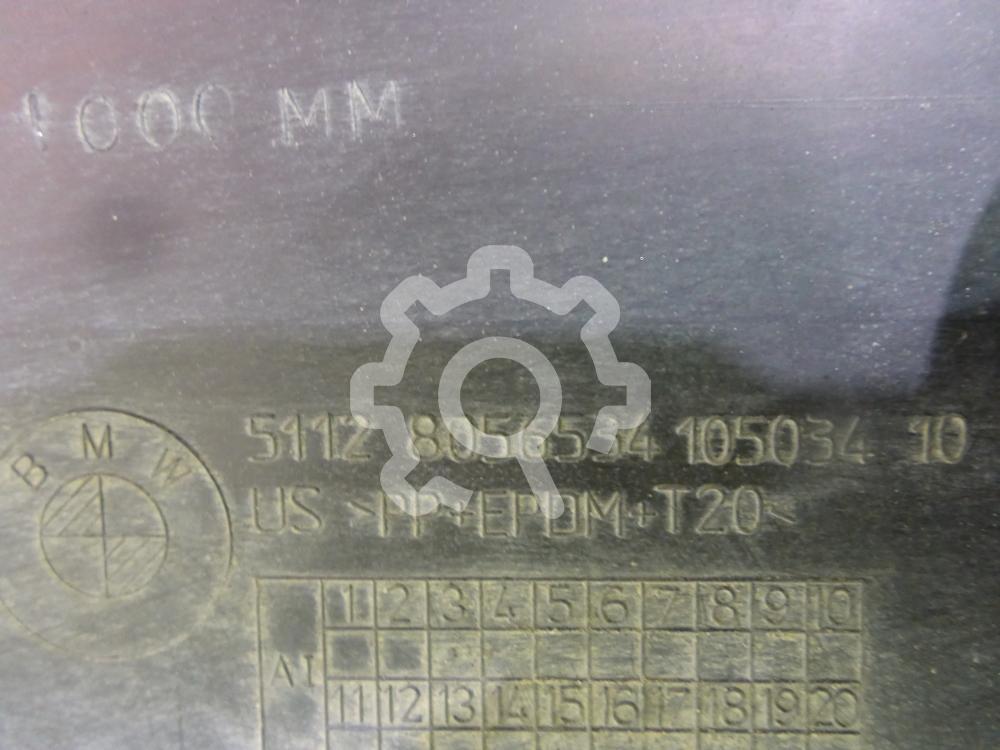 1000 MM
BMW
5112 8056534 105034 10
US >PP+EPDM+T20<
1 2 3 4 5 6 7 8 9 10
AI
11 12 13 14 15 16 17 18 19 20